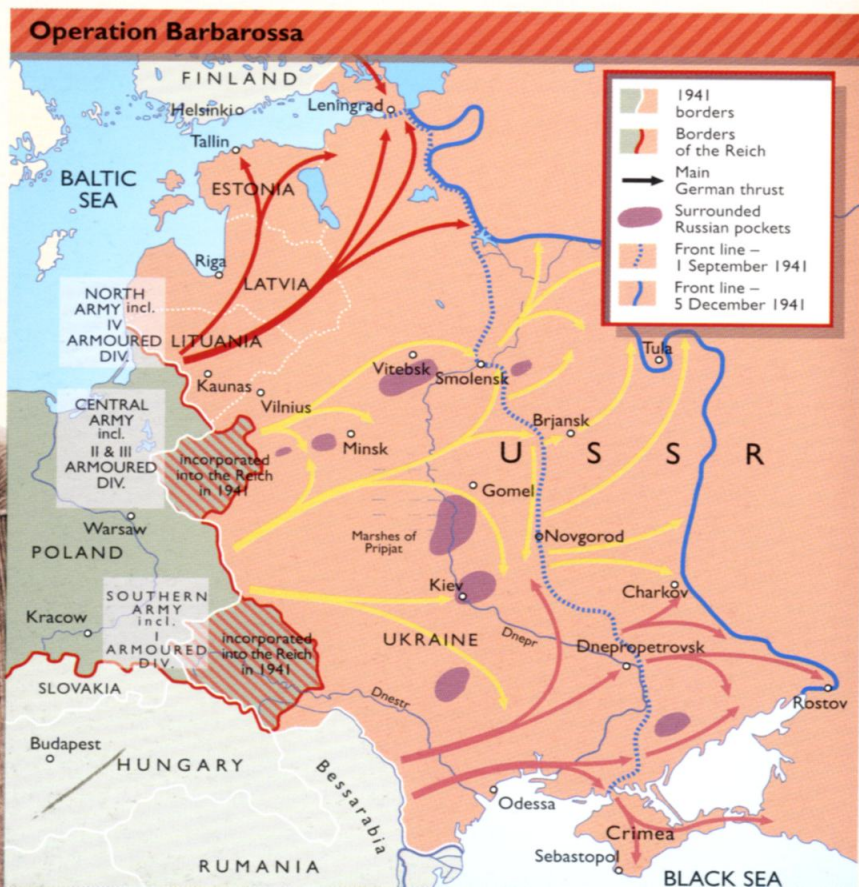 Operation Barbarossa
FINLAND
Helsinki
Leningrad
Tallin
BALTIC
SEA
ESTONIA
Riga
LATVIA
NORTH
ARMY incl.
IV
ARMOURED
DIV.
LITUANIA
Kaunas
Vilnius
Vitebsk
Smolensk
Tula
CENTRAL
ARMY
incl.
II & III
ARMOURED
DIV.
incorporated
into the Reich
in 1941
Minsk
Brjansk
U S S R
Gomel
Warsaw
POLAND
Marshes of
Pripjat
Novgorod
Kiev
Charkov
SOUTHERN
ARMY
incl.
I
ARMOURED
DIV.
Kracow
incorporated
into the Reich
in 1941
UKRAINE
Dnepr
Dnepropetrovsk
SLOVAKIA
Dnestr
Rostov
Budapest
HUNGARY
Bessarabia
Odessa
Crimea
Sebastopol
RUMANIA
BLACK SEA
1941
borders
Borders
of the Reich
Main
German thrust
Surrounded
Russian pockets
Front line –
1 September 1941
Front line –
5 December 1941